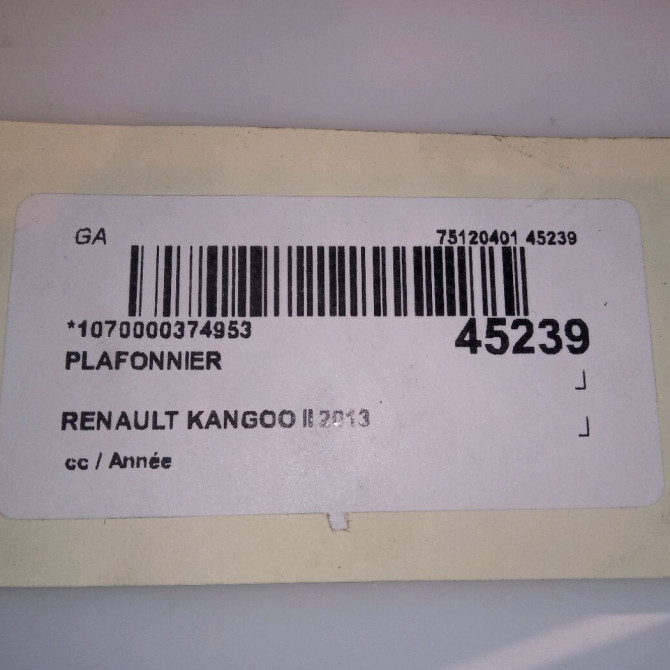 GA 75120401 45239
*1070000374953 45239
PLAFONNIER
RENAULT KANGOO II 2013
cc / Année